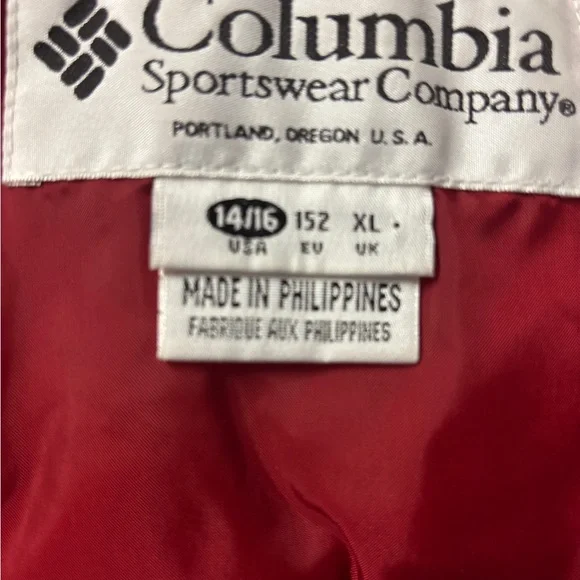 Columbia
Sportswear Company®
PORTLAND, OREGON U.S.A.
14/16 152 XL •
USA EU UK
MADE IN PHILIPPINES
FABRIQUE AUX PHILIPPINES